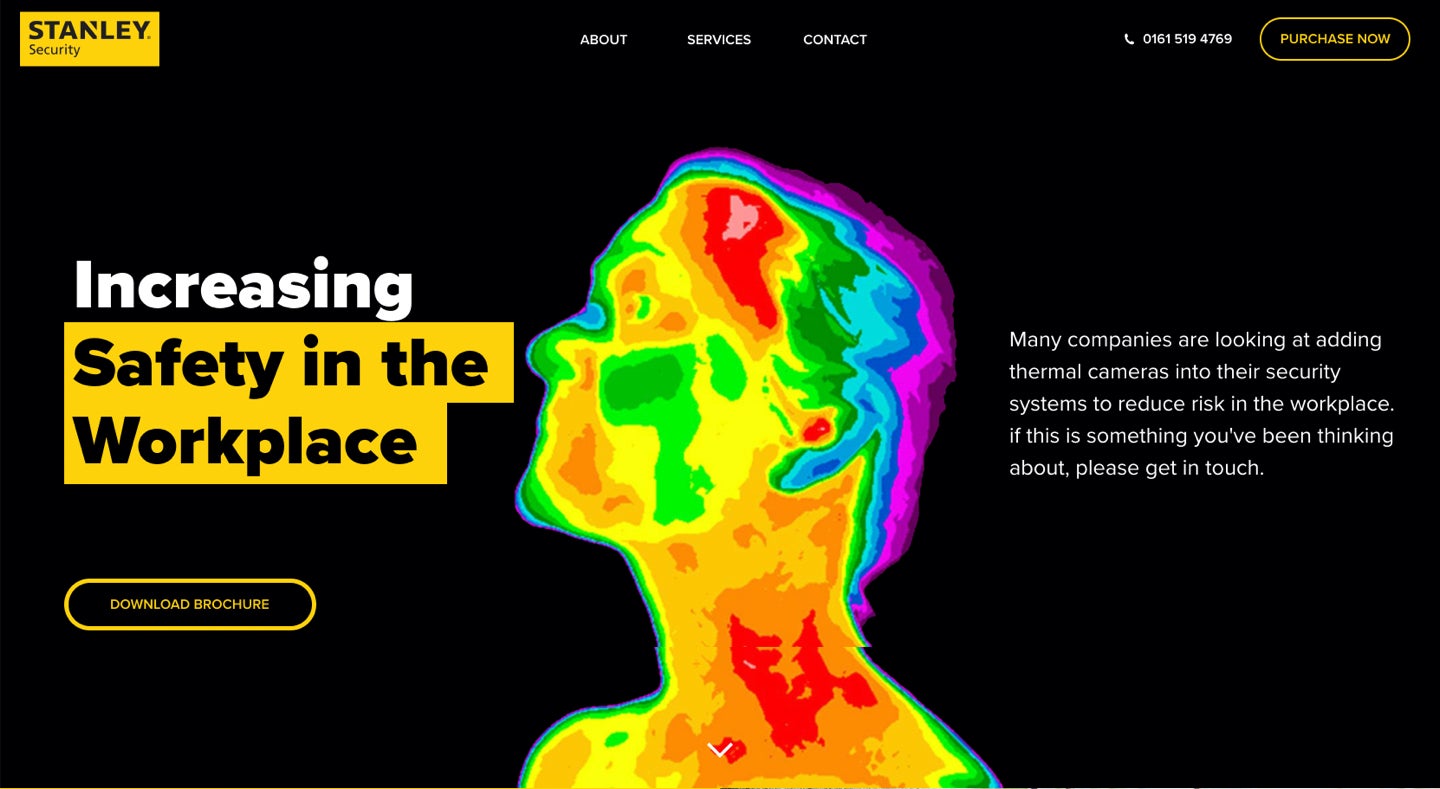 STANLEY
Security
ABOUT SERVICES CONTACT
0161 519 4769
PURCHASE NOW
Increasing
Safety in the
Workplace
Many companies are looking at adding
thermal cameras into their security
systems to reduce risk in the workplace.
if this is something you've been thinking
about, please get in touch.
DOWNLOAD BROCHURE